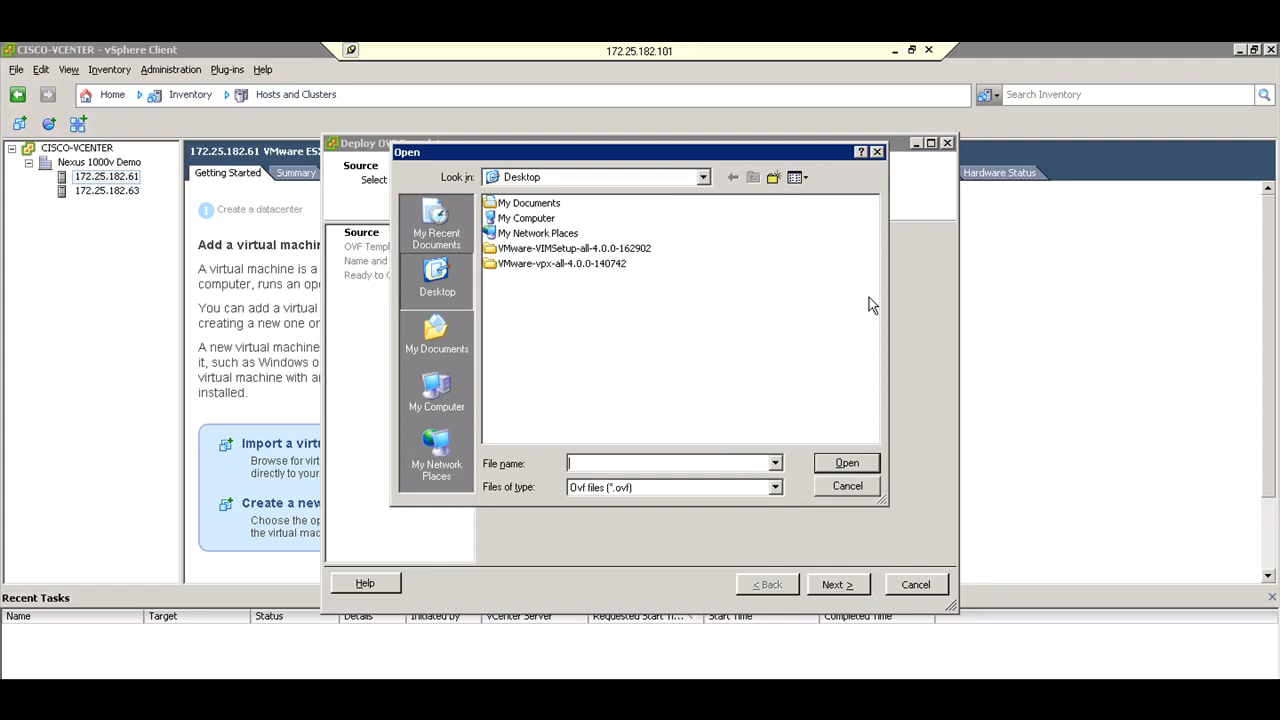 CISCO-VCENTER - vSphere Client
172.25.182.101
File Edit View Inventory Administration Plug-ins Help
Home Inventory Hosts and Clusters
Search Inventory
CISCO-VCENTER
Nexus 1000v Demo
172.25.182.61
172.25.182.63
172.25.182.61 VMware ES
Getting Started Summary
Hardware Status
Create a datacenter
Add a virtual machin
A virtual machine is a
computer, runs an op
You can add a virtual
creating a new one or
A new virtual machine
it, such as Windows o
virtual machine with a
installed.
Import a virtu
Browse for virt
directly to your
Create a new
Choose the op
the virtual mac
Deploy OVF
Source
Select
Source
OVF Templ
Name and
Ready to C
Open
Look in: Desktop
My Recent
Documents
Desktop
My Documents
My Computer
My Network
Places
My Documents
My Computer
My Network Places
VMware-VIMSetup-all-4.0.0-162902
VMware-vpx-all-4.0.0-140742
File name: Open
Files of type: Ovf files (*.ovf) Cancel
Help < Back Next > Cancel
Recent Tasks
Name Target Status Details Initiated by vCenter Server Requested Start Ti... Start Time Completed Time